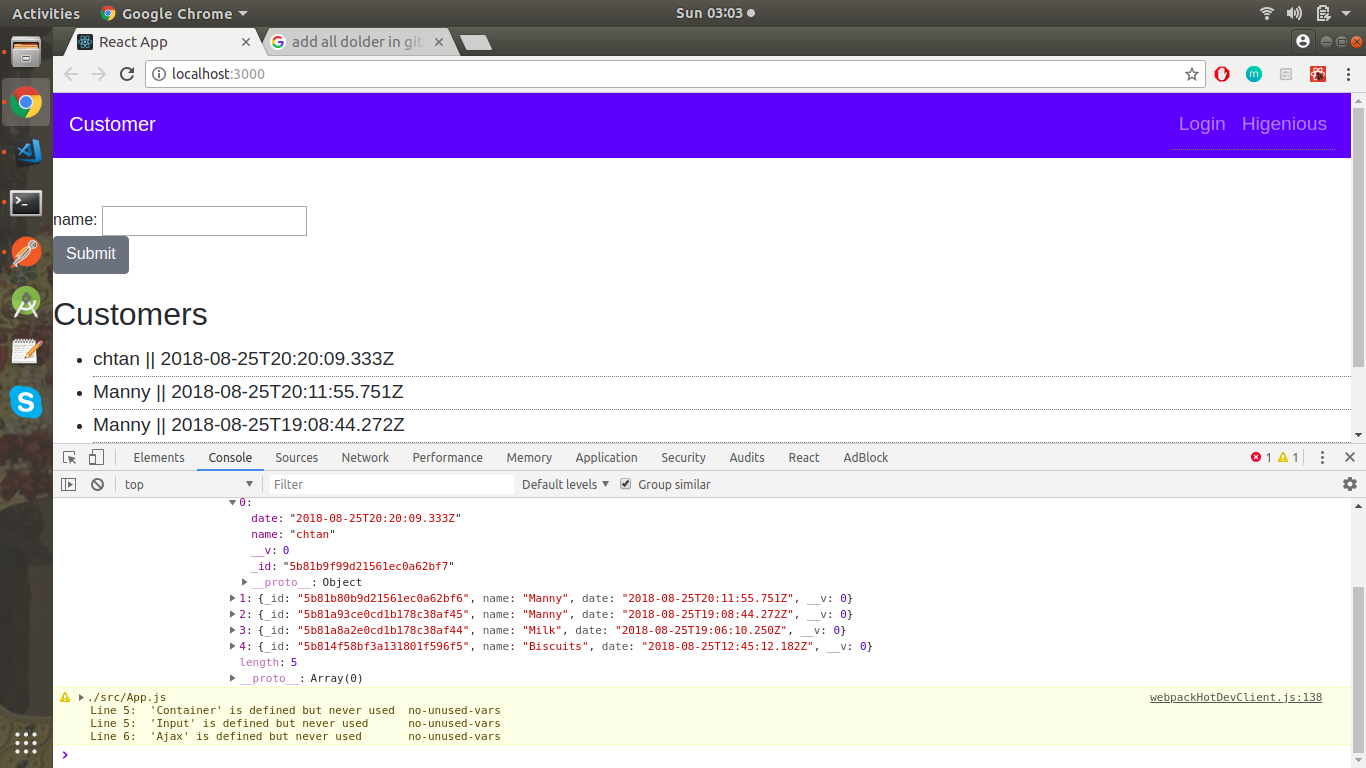 Activities Google Chrome Sun 03:03
React App add all dolder in git
localhost:3000
Customer Login Higenious
name:
Submit
Customers
chtan || 2018-08-25T20:20:09.333Z
Manny || 2018-08-25T20:11:55.751Z
Manny || 2018-08-25T19:08:44.272Z
Elements Console Sources Network Performance Memory Application Security Audits React AdBlock 1 1
top Filter Default levels Group similar
0:
date: "2018-08-25T20:20:09.333Z"
name: "chtan"
__v: 0
_id: "5b81b9f99d21561ec0a62bf7"
__proto__: Object
1: {_id: "5b81b80b9d21561ec0a62bf6", name: "Manny", date: "2018-08-25T20:11:55.751Z", __v: 0}
2: {_id: "5b81a93ce0cd1b178c38af45", name: "Manny", date: "2018-08-25T19:08:44.272Z", __v: 0}
3: {_id: "5b81a8a2e0cd1b178c38af44", name: "Milk", date: "2018-08-25T19:06:10.250Z", __v: 0}
4: {_id: "5b814f58bf3a131801f596f5", name: "Biscuits", date: "2018-08-25T12:45:12.182Z", __v: 0}
length: 5
__proto__: Array(0)
./src/App.js webpackHotDevClient.js:138
Line 5: 'Container' is defined but never used no-unused-vars
Line 5: 'Input' is defined but never used no-unused-vars
Line 6: 'Ajax' is defined but never used no-unused-vars